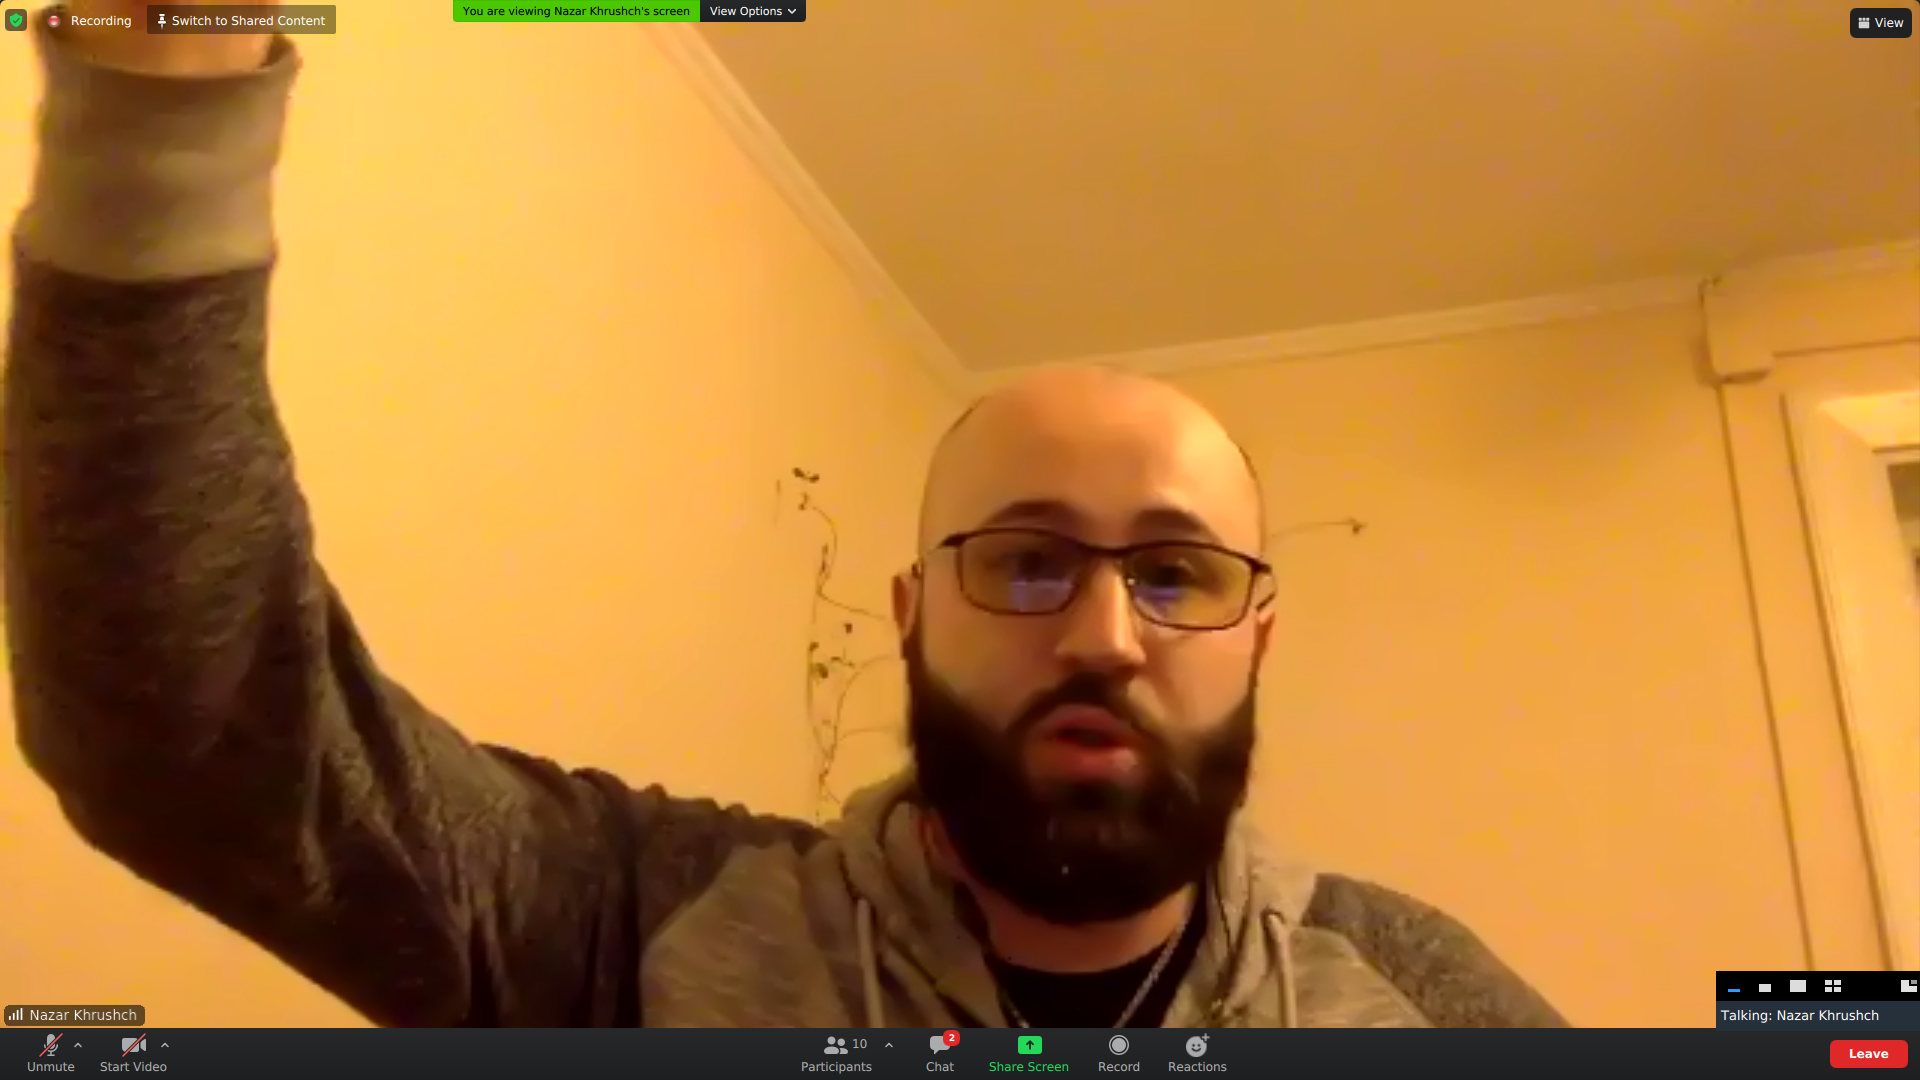 Recording
Switch to Shared Content
You are viewing Nazar Khrushch's screen
View Options
View
Nazar Khrushch
Talking: Nazar Khrushch
Unmute
Start Video
10
Participants
2
Chat
Share Screen
Record
Reactions
Leave